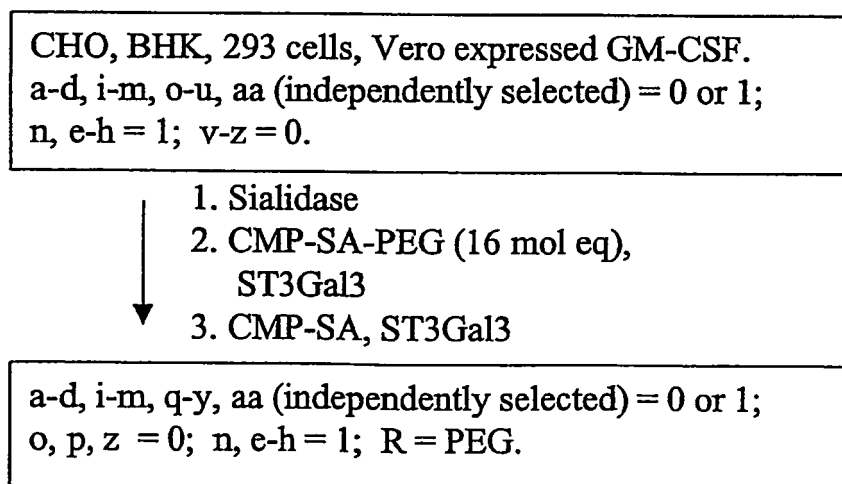 CHO, BHK, 293 cells, Vero expressed GM-CSF.
a-d, i-m, o-u, aa (independently selected) = 0 or 1;
n, e-h = 1; v-z = 0.
1. Sialidase
2. CMP-SA-PEG (16 mol eq),
ST3Gal3
3. CMP-SA, ST3Gal3
a-d, i-m, q-y, aa (independently selected) = 0 or 1;
o, p, z = 0; n, e-h = 1; R = PEG.